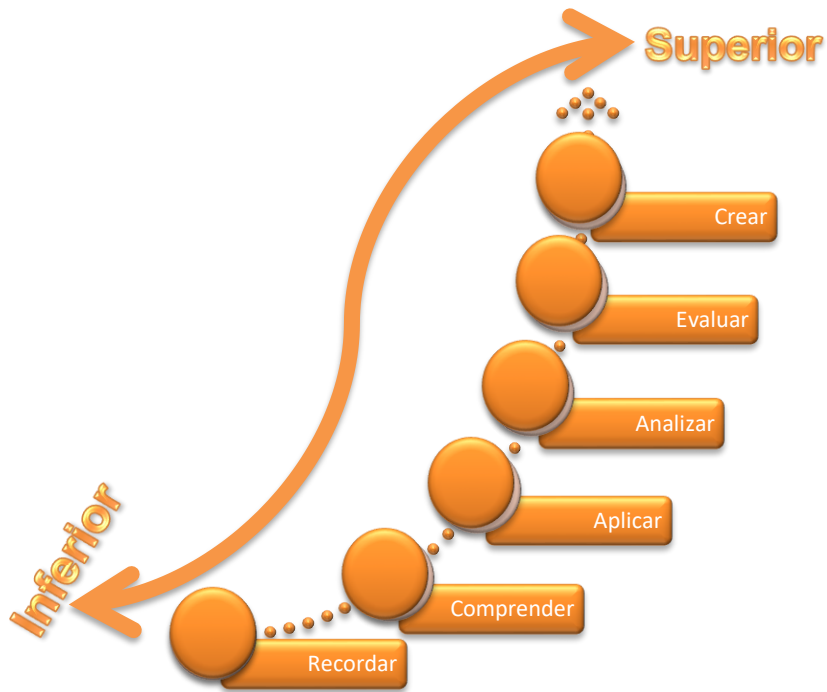 Superior
Crear
Evaluar
Analizar
Aplicar
Inferior
Comprender
Recordar